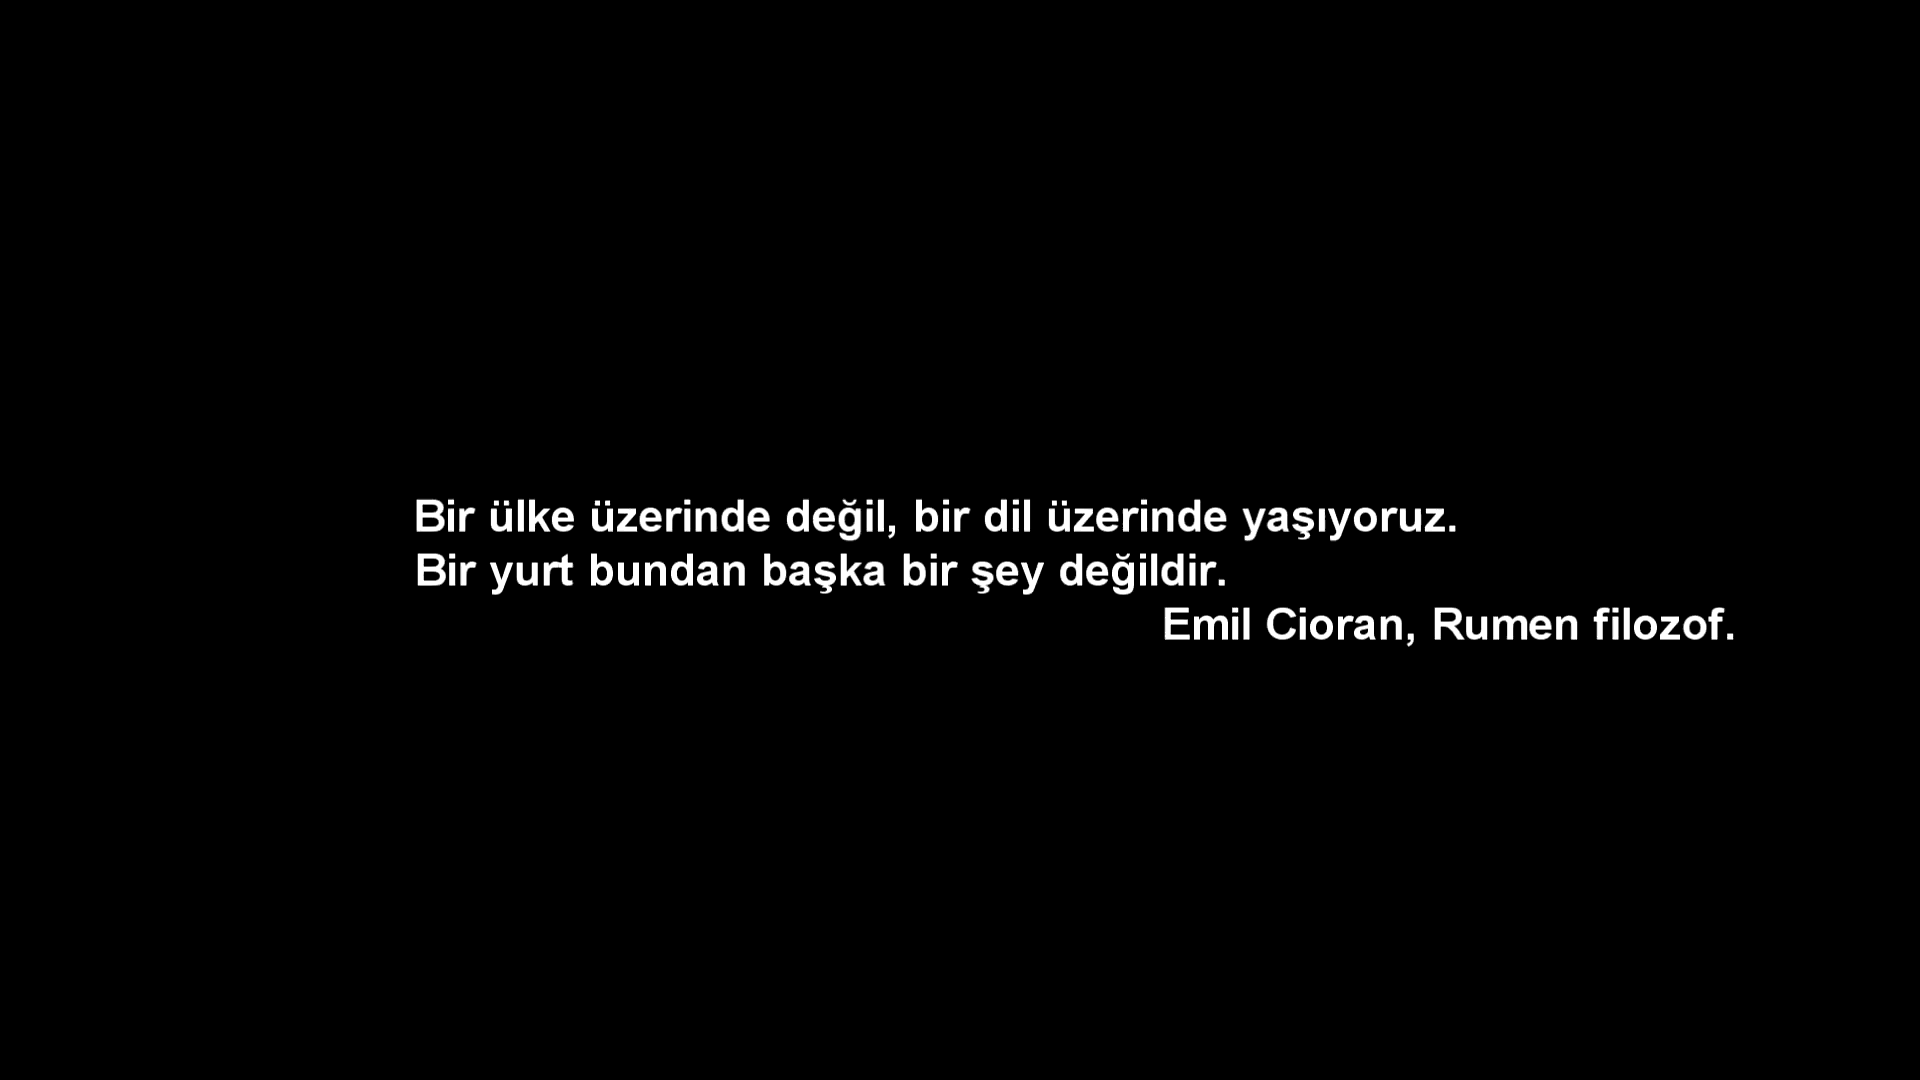 Bir ülke üzerinde değil, bir dil üzerinde yaşıyoruz.
Bir yurt bundan başka bir şey değildir.
Emil Cioran, Rumen filozof.